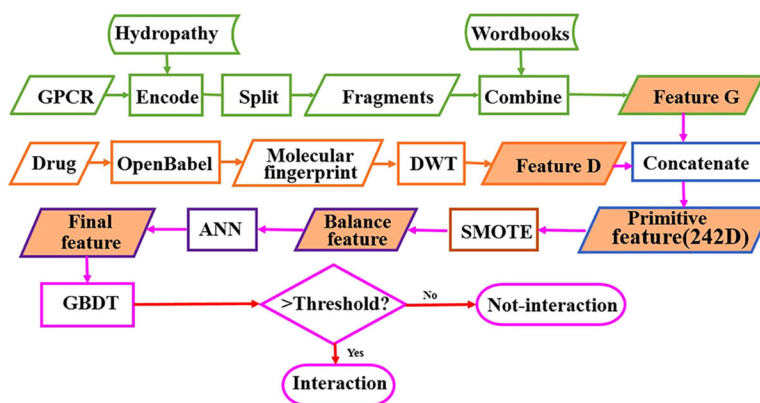 Hydropathy
Wordbooks
GPCR
Encode
Split
Fragments
Combine
Feature G
Drug
OpenBabel
Molecular
fingerprint
DWT
Feature D
Concatenate
Final
feature
ANN
Balance
feature
SMOTE
Primitive
feature(242D)
GBDT
>Threshold?
No
Not-interaction
Yes
Interaction